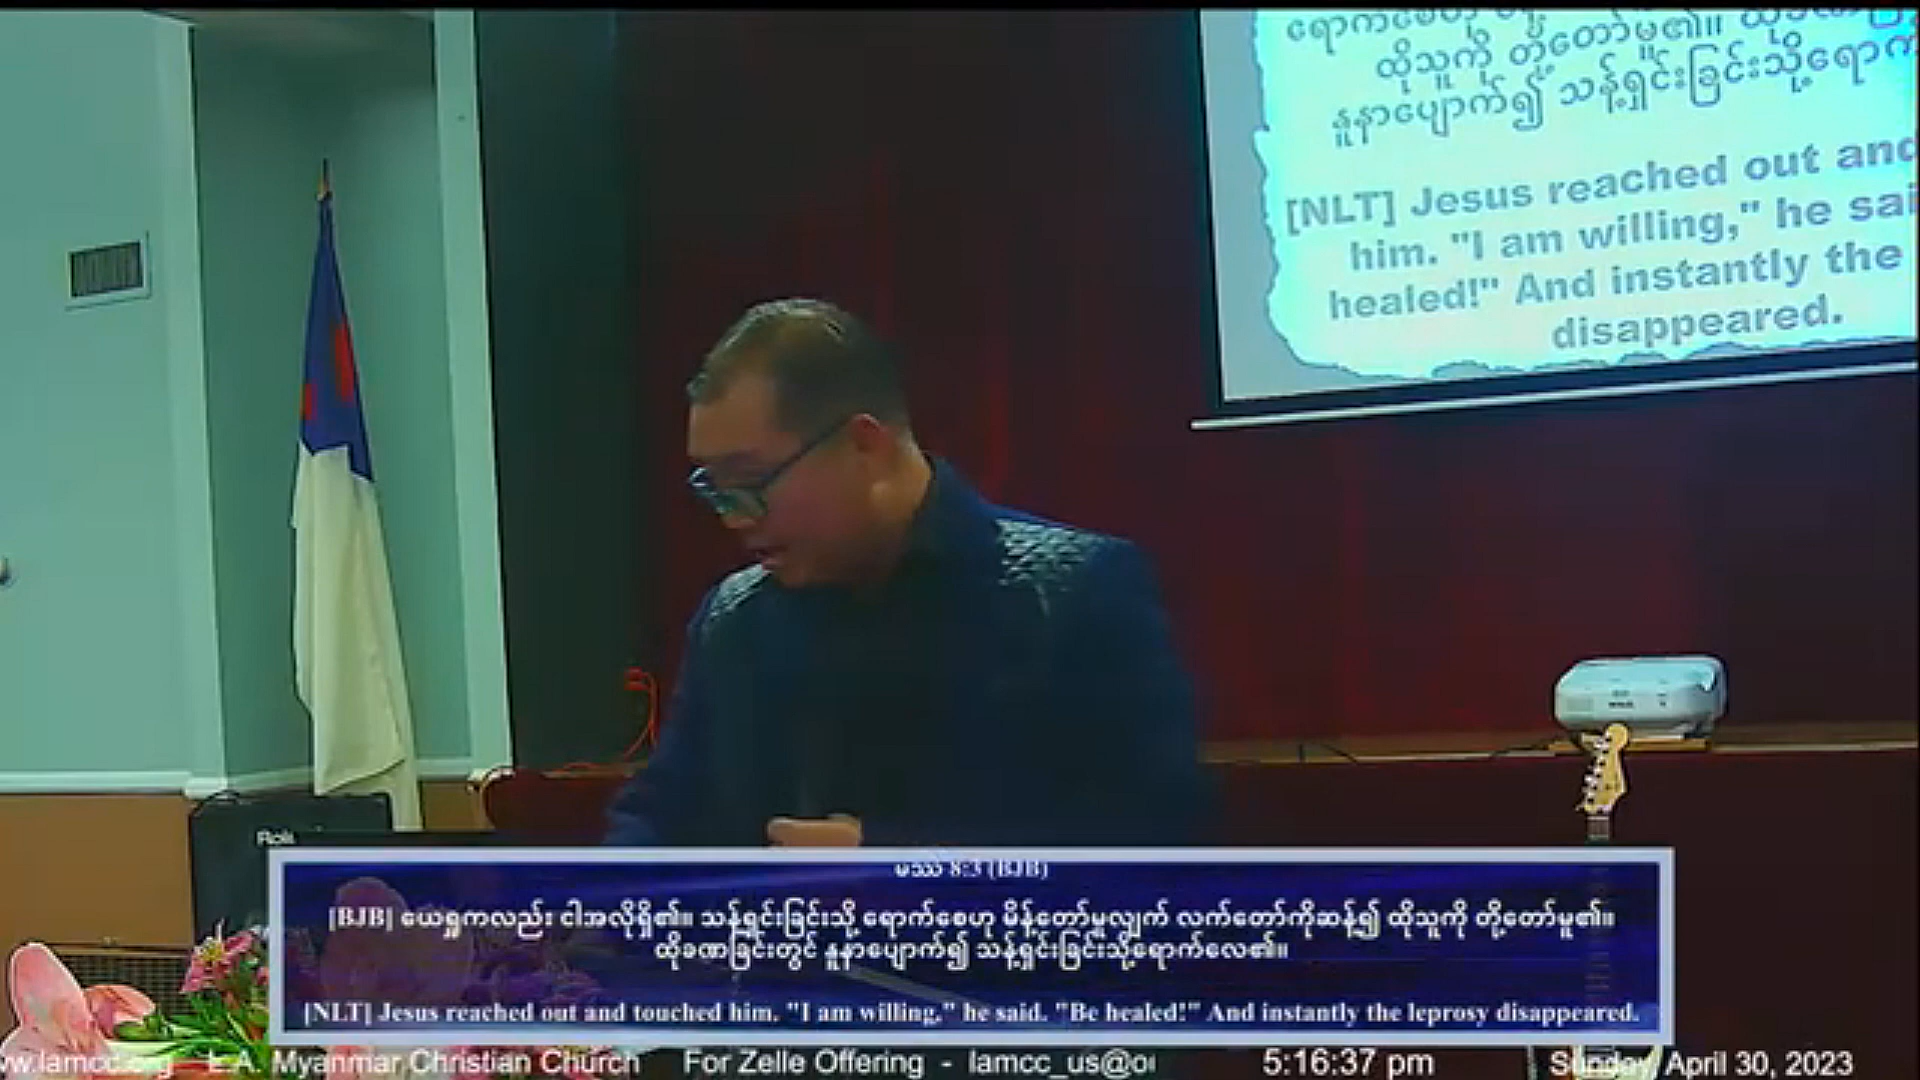 ထိုသူကို တို့တော်မူ၏။
နူနာပျောက်၍ သန့်ရှင်းခြင်းသို့ရောက်
[NLT] Jesus reached out and
him. "I am willing," he sai
healed!" And instantly the
disappeared.
မဿဲ 8:3 (BJB)
[BJB] ယေရှုကလည်း ငါအလိုရှိ၏။ သန့်ရှင်းခြင်းသို့ ရောက်စေဟု မိန့်တော်မူလျှက် လက်တော်ကိုဆန့်၍ ထိုသူကို တို့တော်မူ၏။
ထိုခဏခြင်းတွင် နူနာပျောက်၍ သန့်ရှင်းခြင်းသို့ရောက်လေ၏။
[NLT] Jesus reached out and touched him. "I am willing," he said. "Be healed!" And instantly the leprosy disappeared.
ww.lamcc.org L.A. Myanmar Christian Church For Zelle Offering - lamcc_us@ou 5:16:37 pm Sunday, April 30, 2023